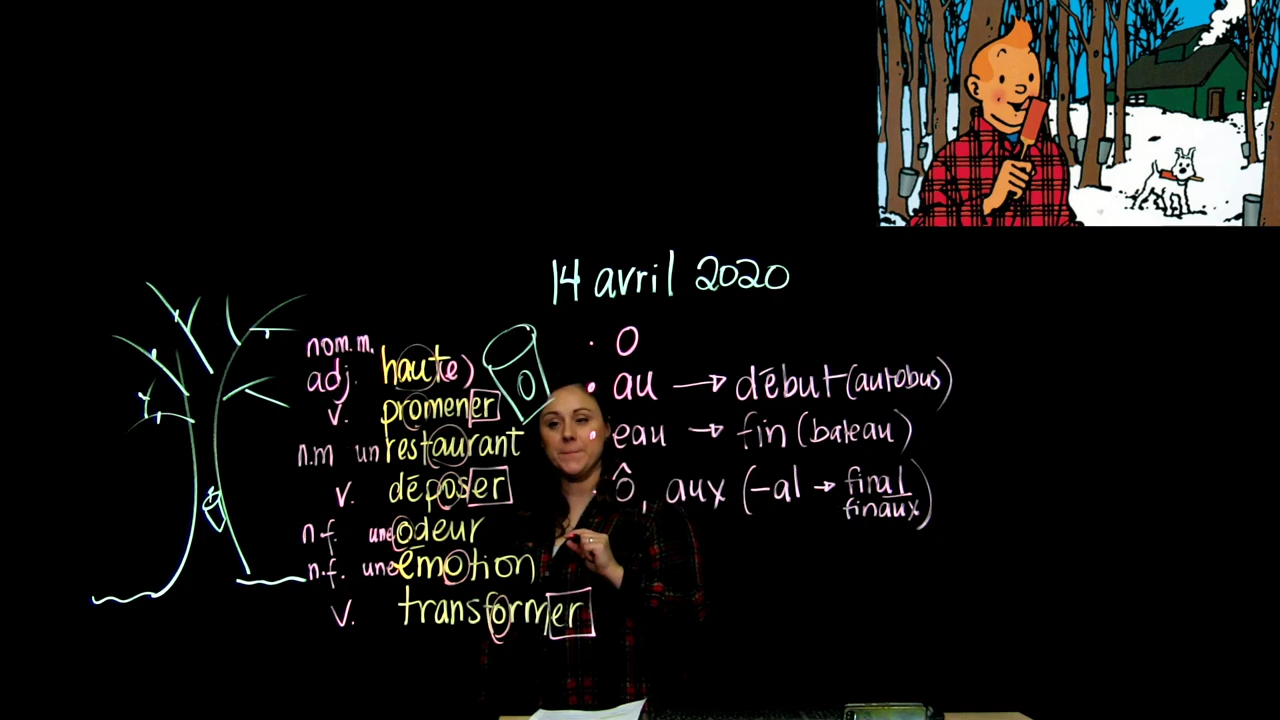 14 avril 2020
nom. m.
adj. haut(e)
v. promener
n.m un restaurant
v. déposer
n.f. une odeur
n.f. une émotion
v. transformer
O
· O
· au → début (autobus)
· eau → fin (bateau)
· ô, aux (-al → final
finaux)